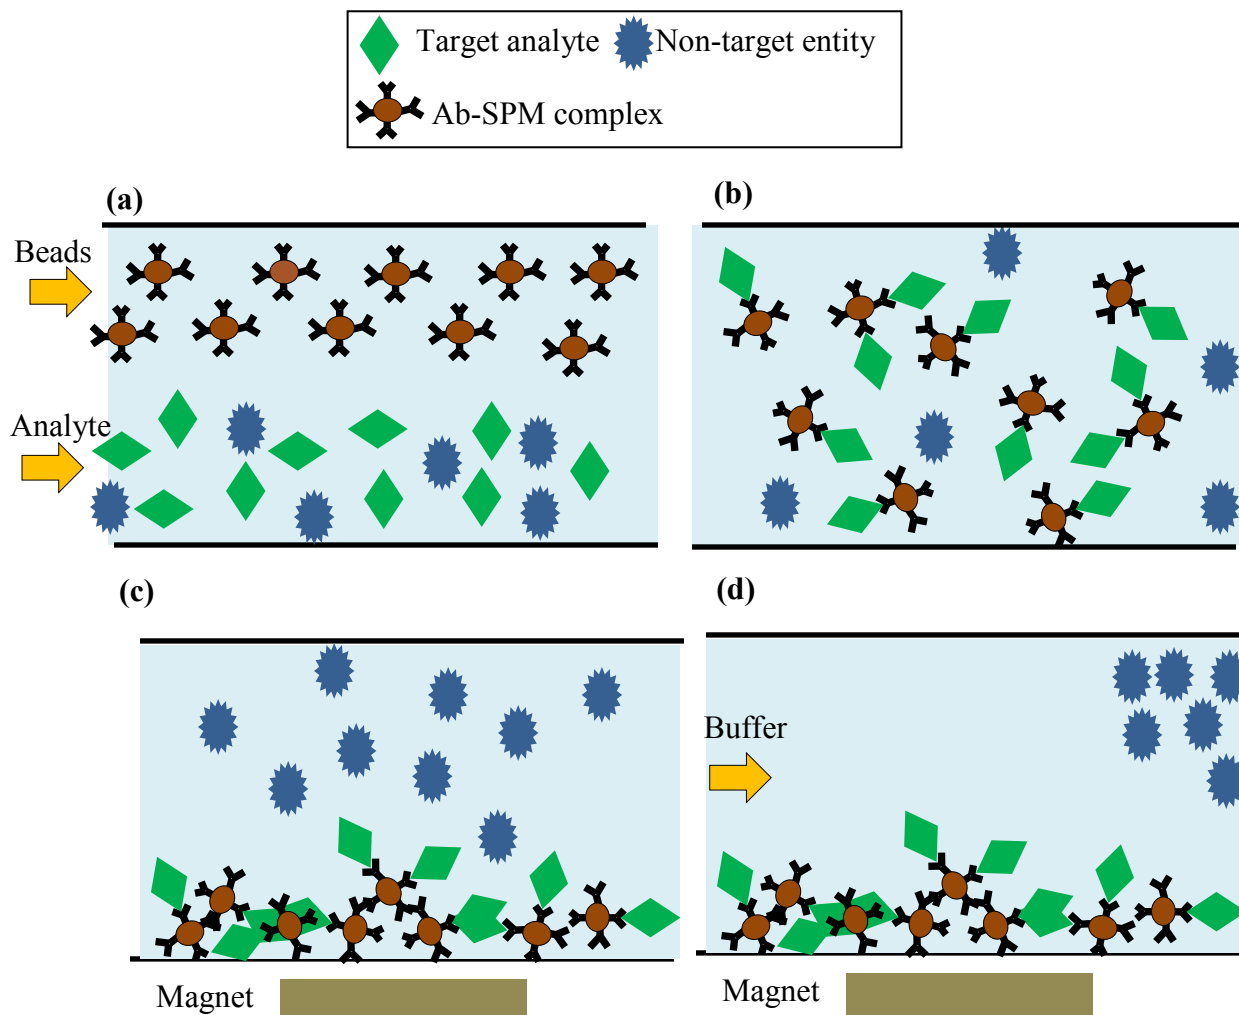 Target analyte Non-target entity
Ab-SPM complex
(a)
Beads
Analyte
(b)
(c)
Magnet
(d)
Buffer
Magnet